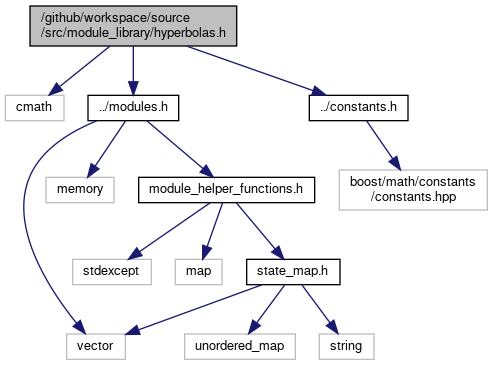 /github/workspace/source
/src/module_library/hyperbolas.h
cmath
../modules.h
../constants.h
memory
module_helper_functions.h
boost/math/constants
/constants.hpp
stdexcept
map
state_map.h
vector
unordered_map
string